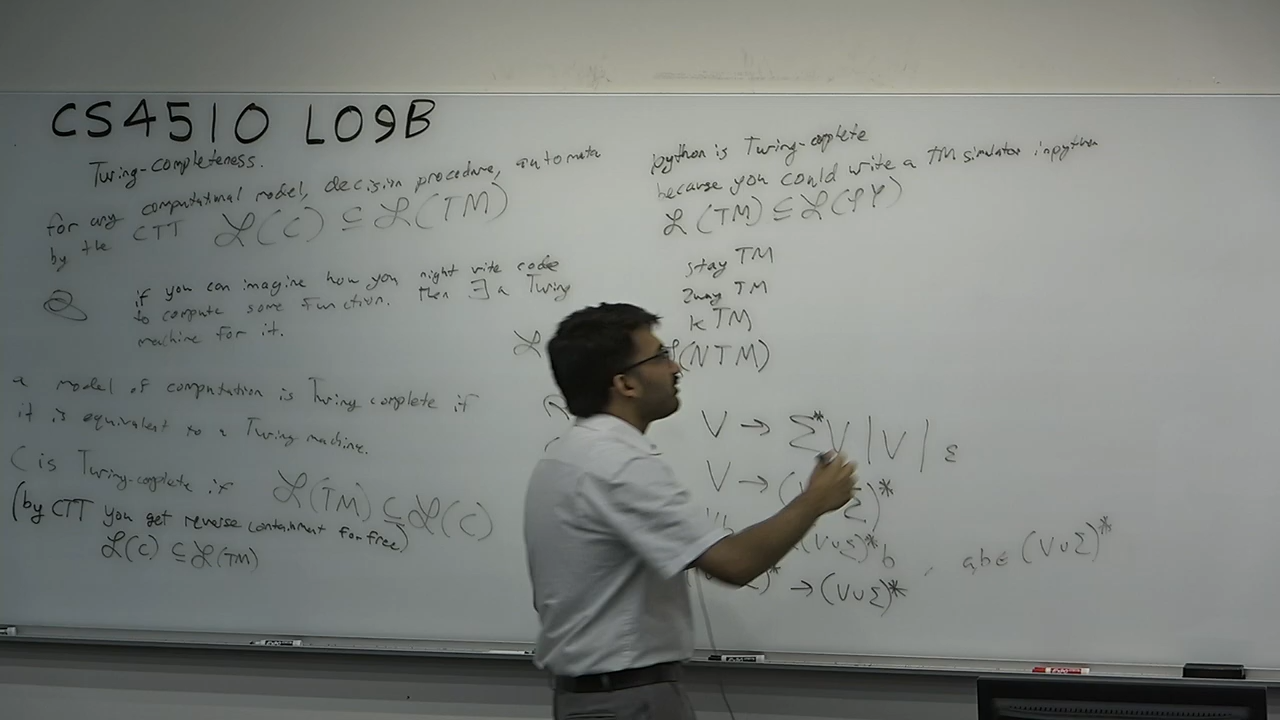 CS4510 L09B
Turing-completeness.
for any computational model, decision procedure, automata
by the CTT ℒ(C) ⊆ ℒ(TM)
if you can imagine how you might write code
to compute some function. then ∃ a Turing
machine for it.
a model of computation is Turing complete if
it is equivalent to a Turing machine.
C is Turing-complete if ℒ(TM) ⊆ ℒ(C)
(by CTT you get reverse containment for free)
ℒ(C) ⊆ ℒ(TM)
python is Turing-coplete
because you could write a TM simulator in python
ℒ(TM) ⊆ ℒ(PY)
stay TM
2way TM
k TM
ℒ (NTM)
V → Σ*V | V | ε
V → (V Σ)*
(V∪Σ)* b , a,b ∈ (V∪Σ)*
)* → (V∪Σ)*